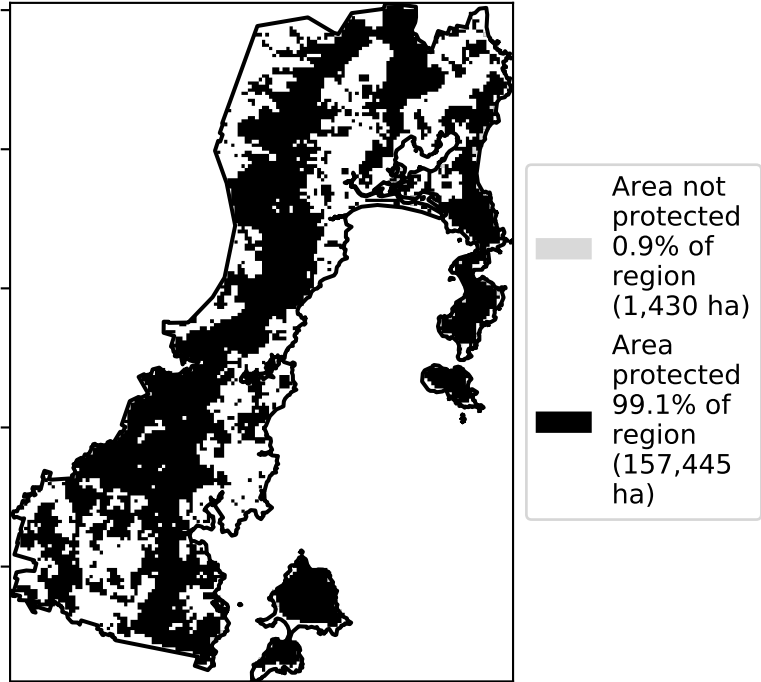 Area not
protected
0.9% of
region
(1,430 ha)
Area
protected
99.1% of
region
(157,445
ha)